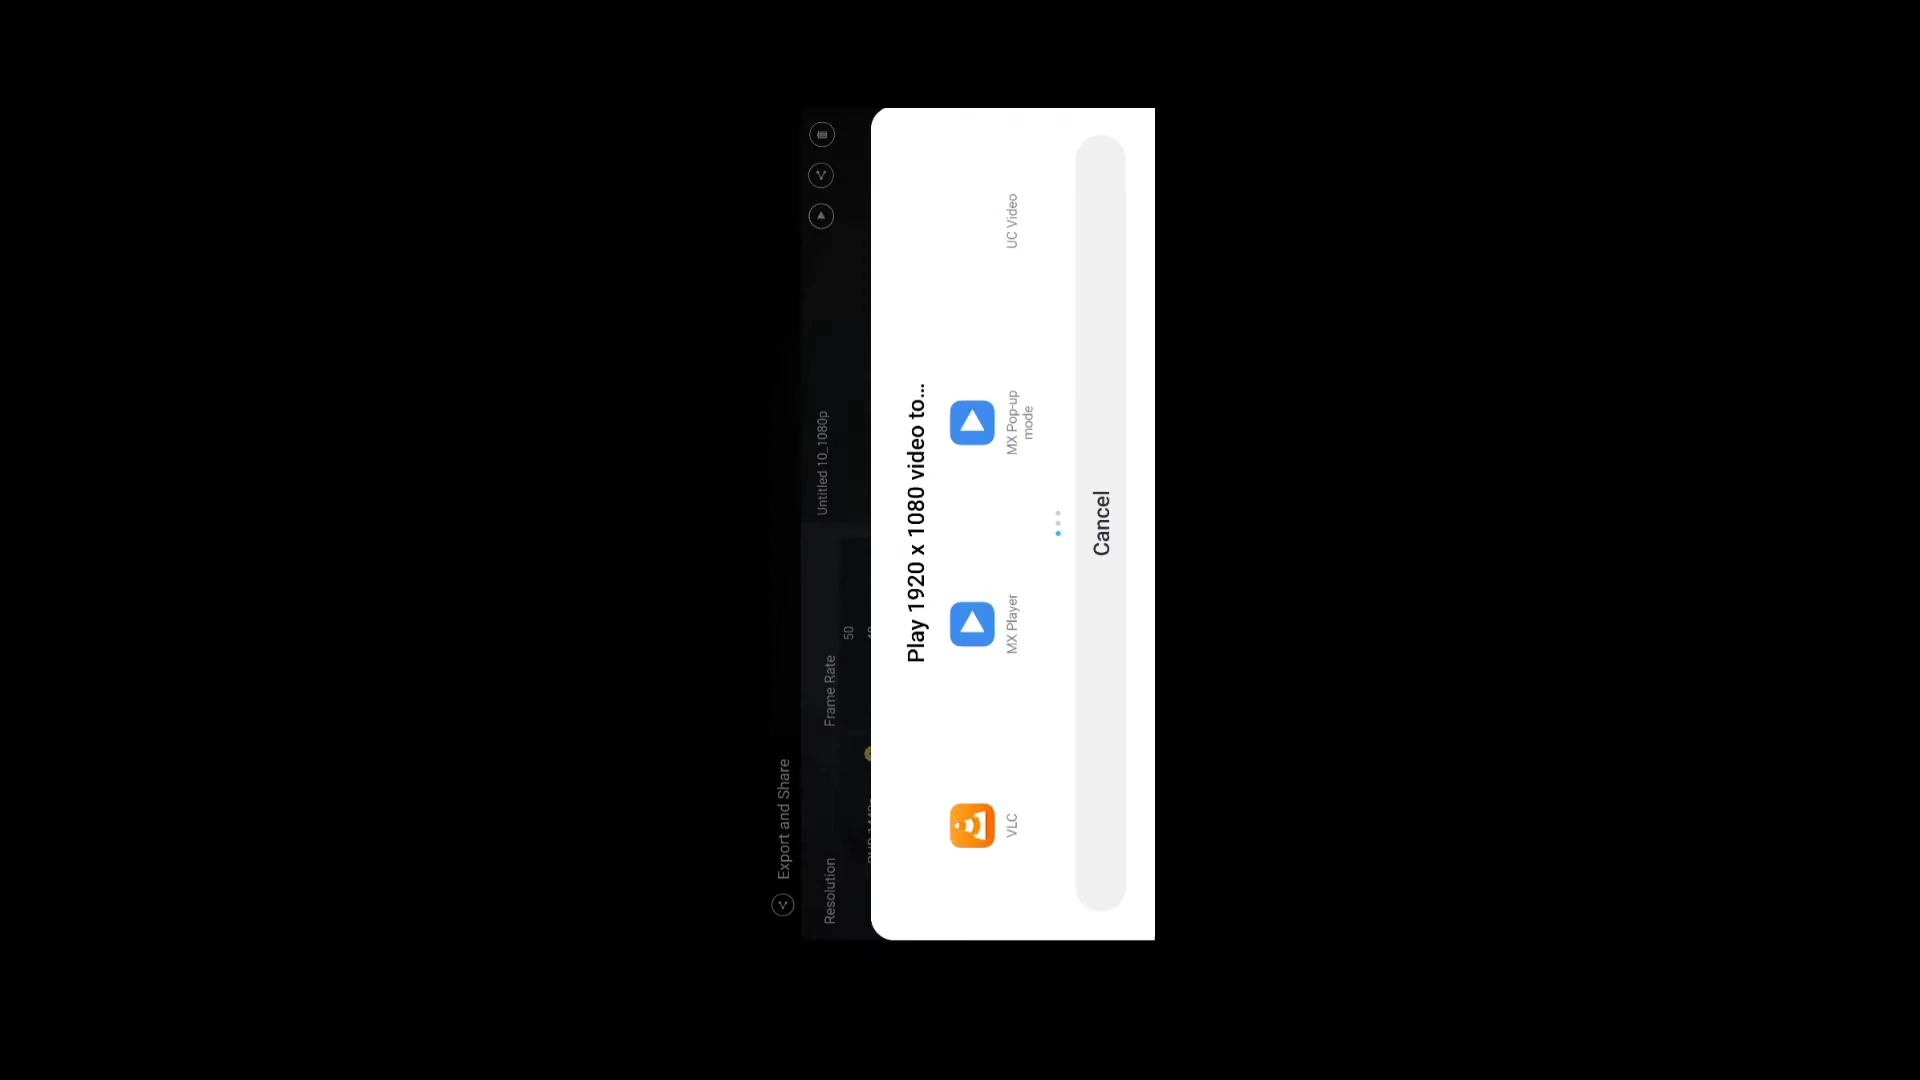 Export and Share
Resolution
Frame Rate
50
Untitled 10_1080p
Play 1920 x 1080 video to...
VLC
MX Player
MX Pop-up
mode
UC Video
Cancel